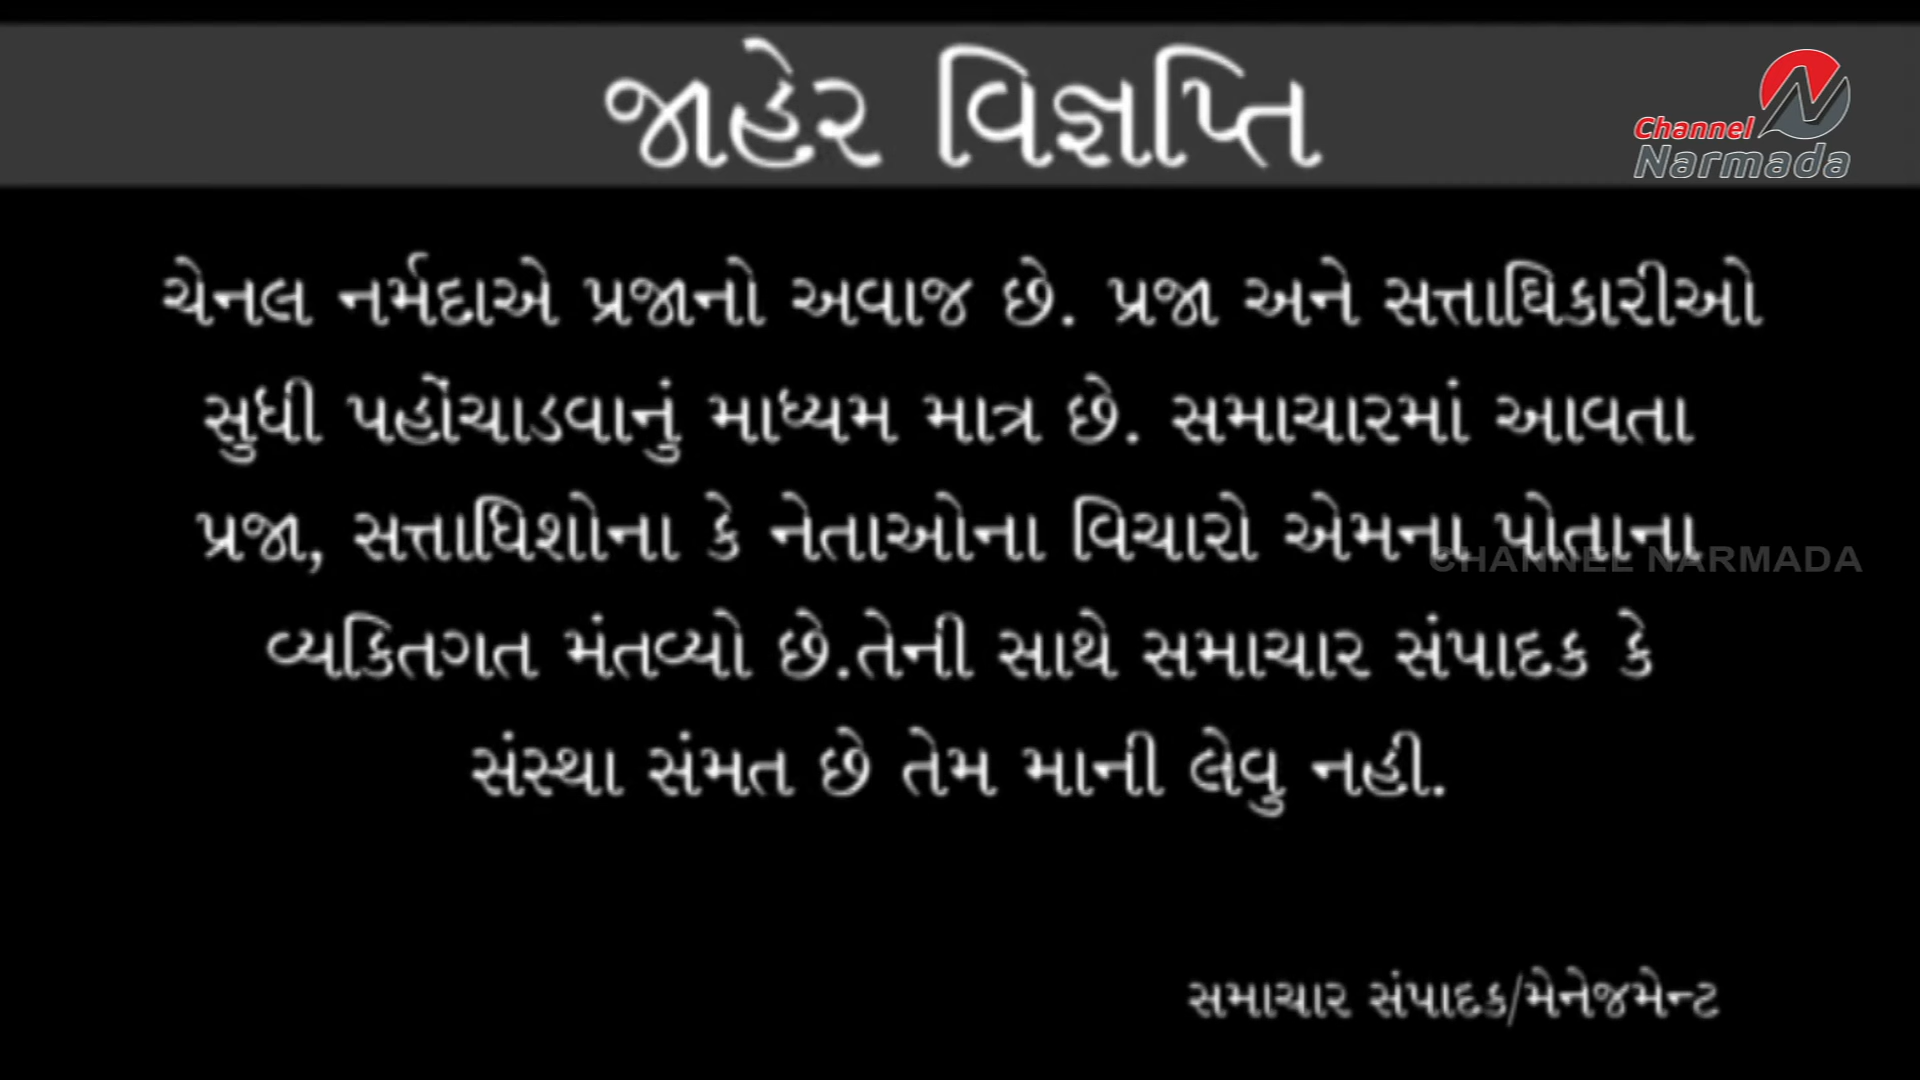 જાહેર વિજ્ઞપ્તિ
Channel
Narmada
ચેનલ નર્મદાએ પ્રજાનો અવાજ છે. પ્રજા અને સત્તાધિકારીઓ
સુધી પહોંચાડવાનું માધ્યમ માત્ર છે. સમાચારમાં આવતા
પ્રજા, સત્તાધિશોના કે નેતાઓના વિચારો એમના પોતાના
CHANNEL NARMADA
વ્યકિતગત મંતવ્યો છે.તેની સાથે સમાચાર સંપાદક કે
સંસ્થા સંમત છે તેમ માની લેવુ નહી.
સમાચાર સંપાદક/મેનેજમેન્ટ